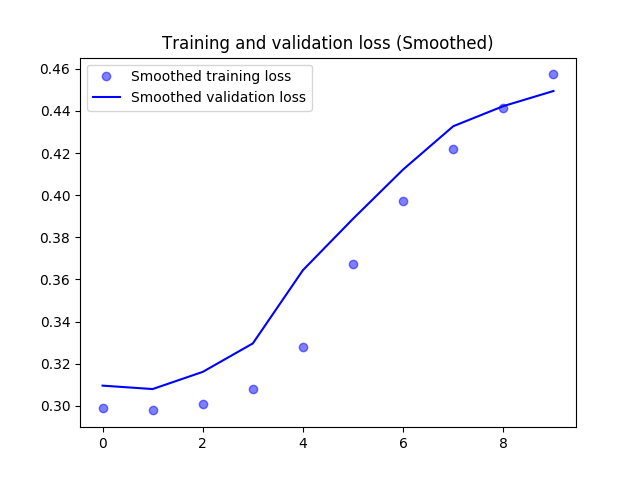 Training and validation loss (Smoothed)
Smoothed training loss
Smoothed validation loss
0.46
0.44
0.42
0.40
0.38
0.36
0.34
0.32
0.30
0 2 4 6 8